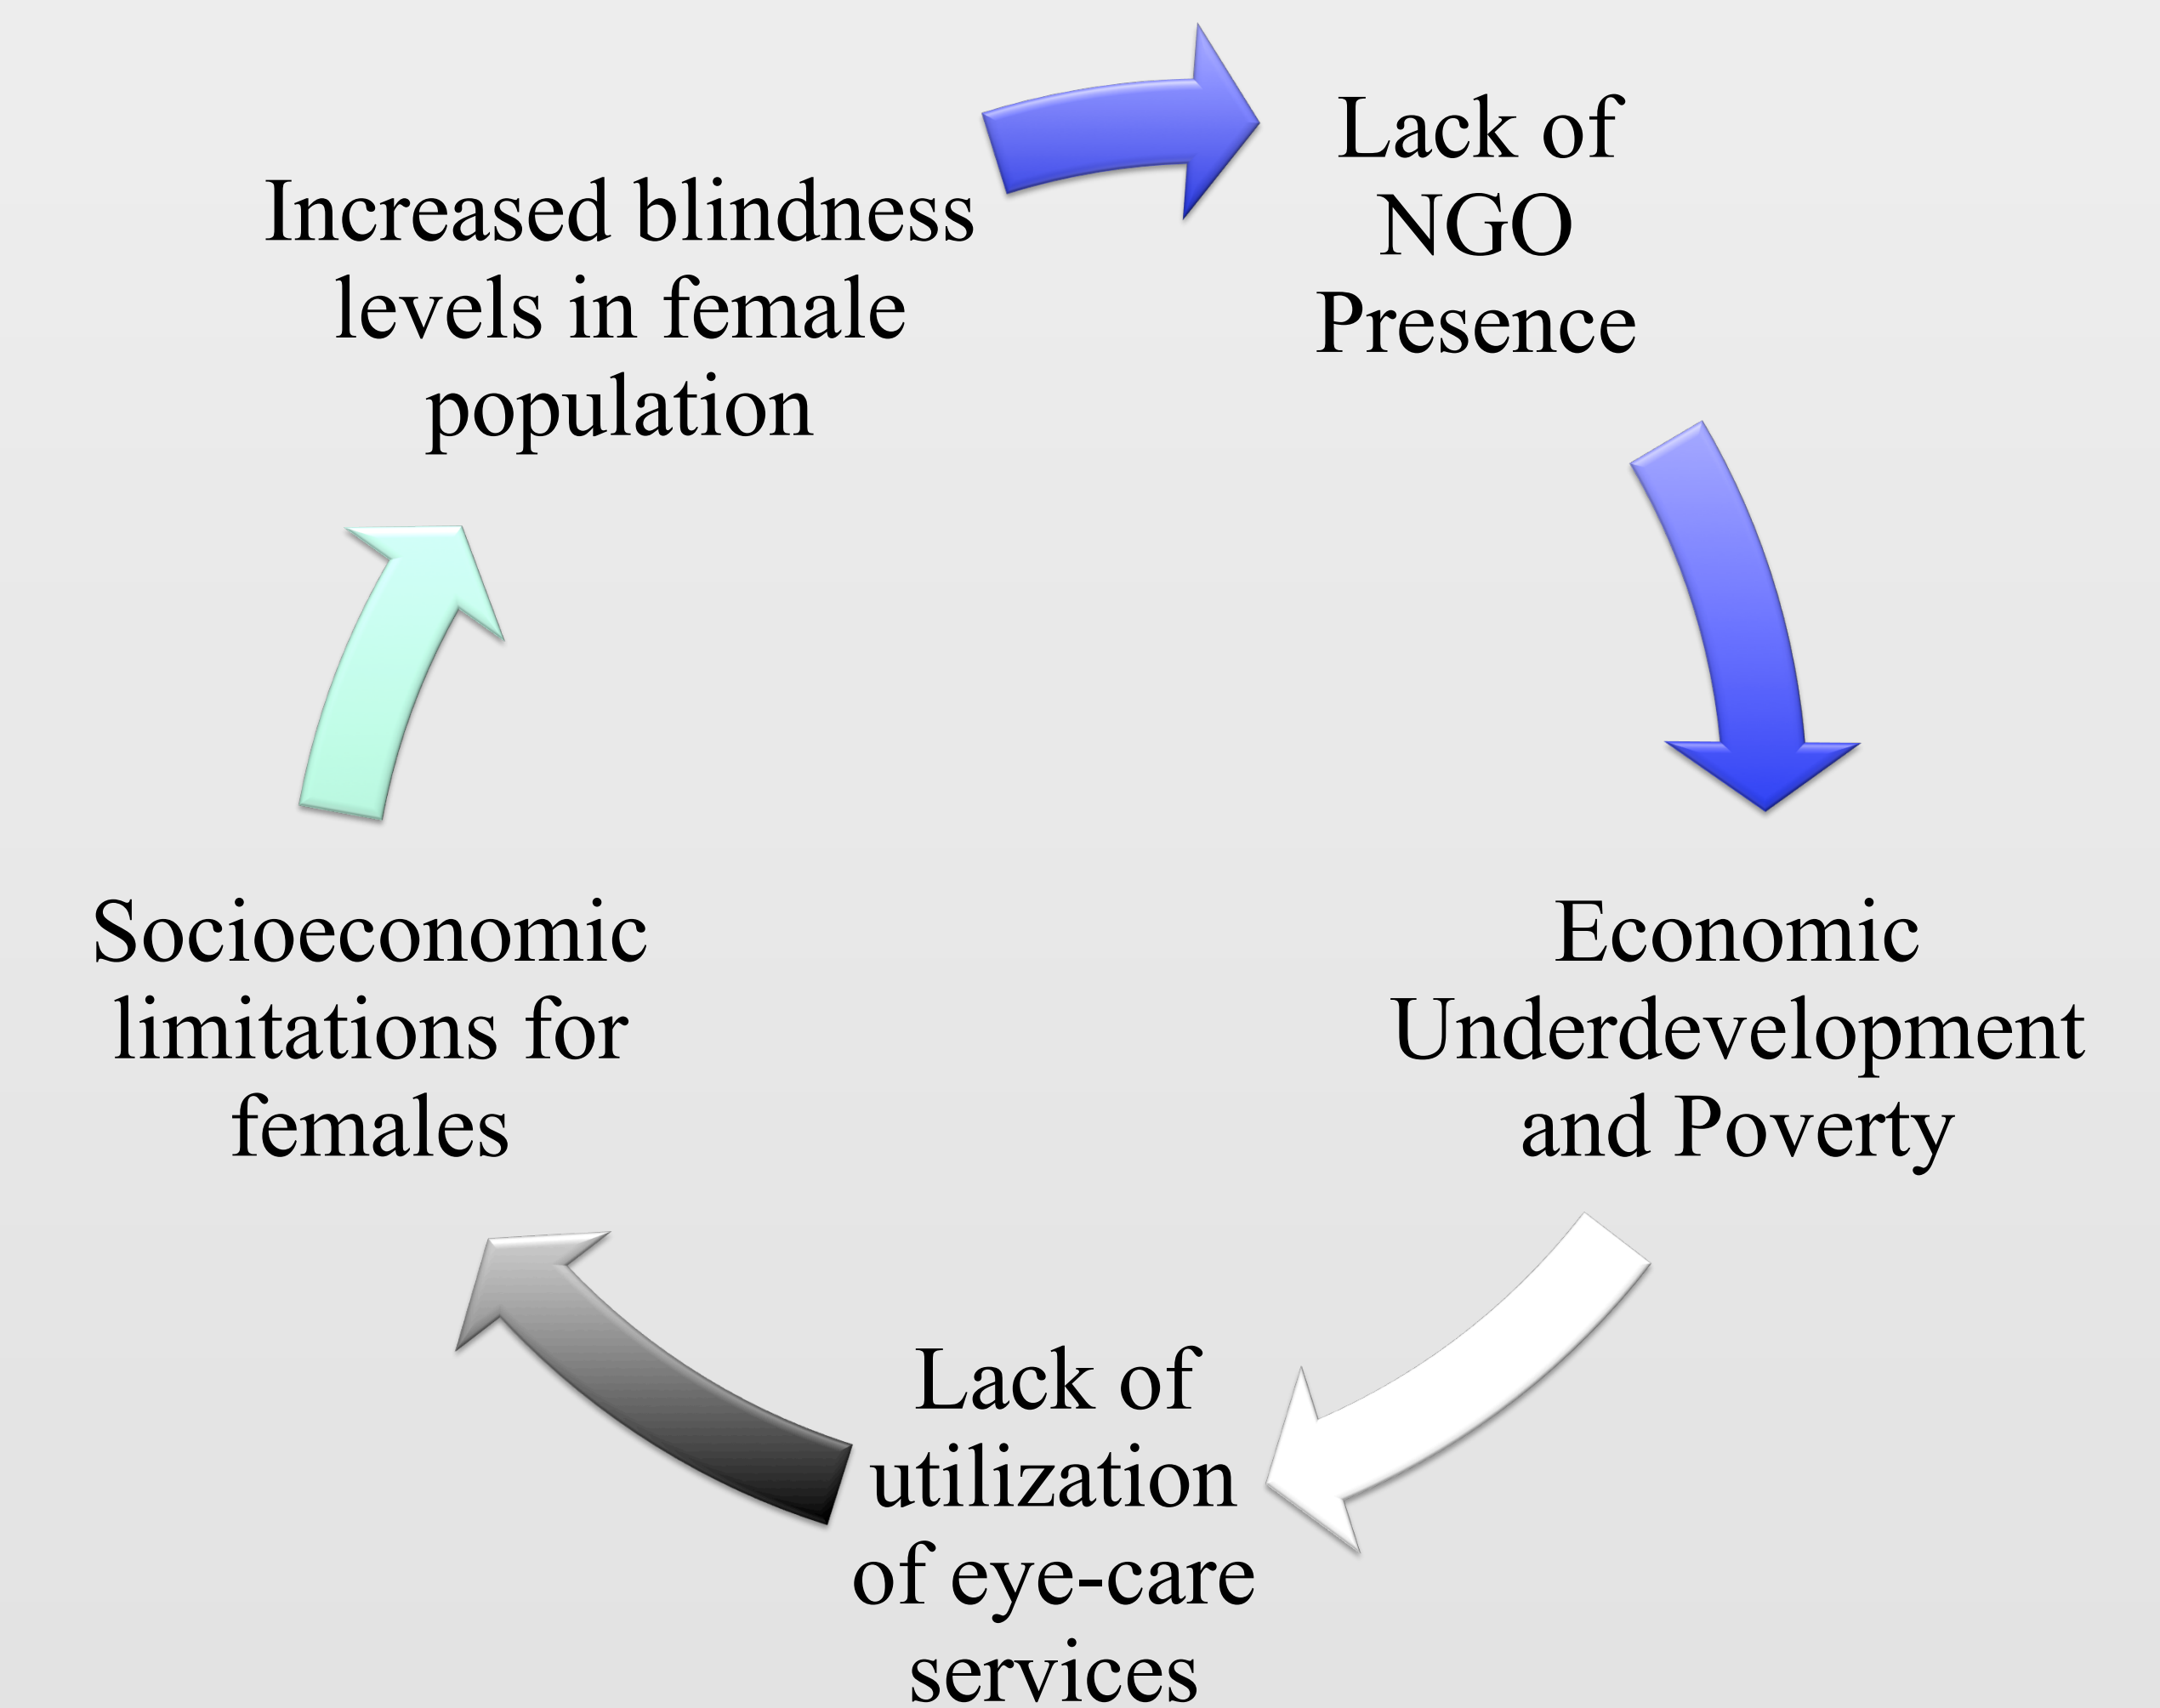 Increased blindness
levels in female
population
Lack of
NGO
Presence
Economic
Underdevelopment
and Poverty
Lack of
utilization
of eye-care
services
Socioeconomic
limitations for
females